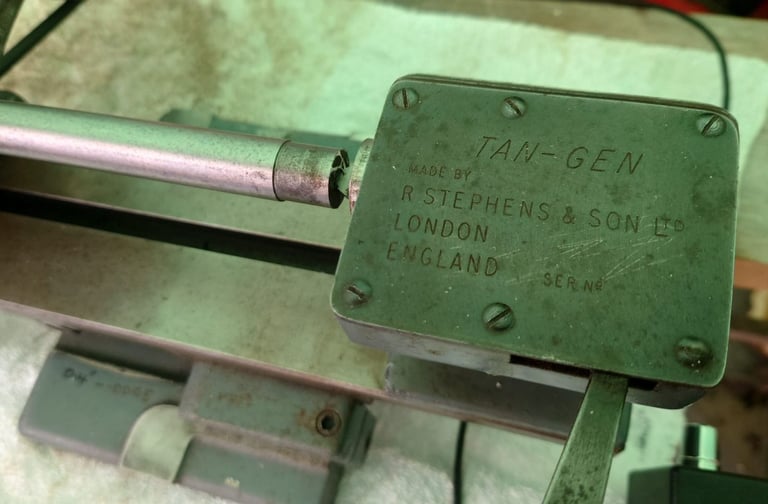 TAN-GEN
MADE BY
R STEPHENS & SON LTD
LONDON
ENGLAND
SER Nº